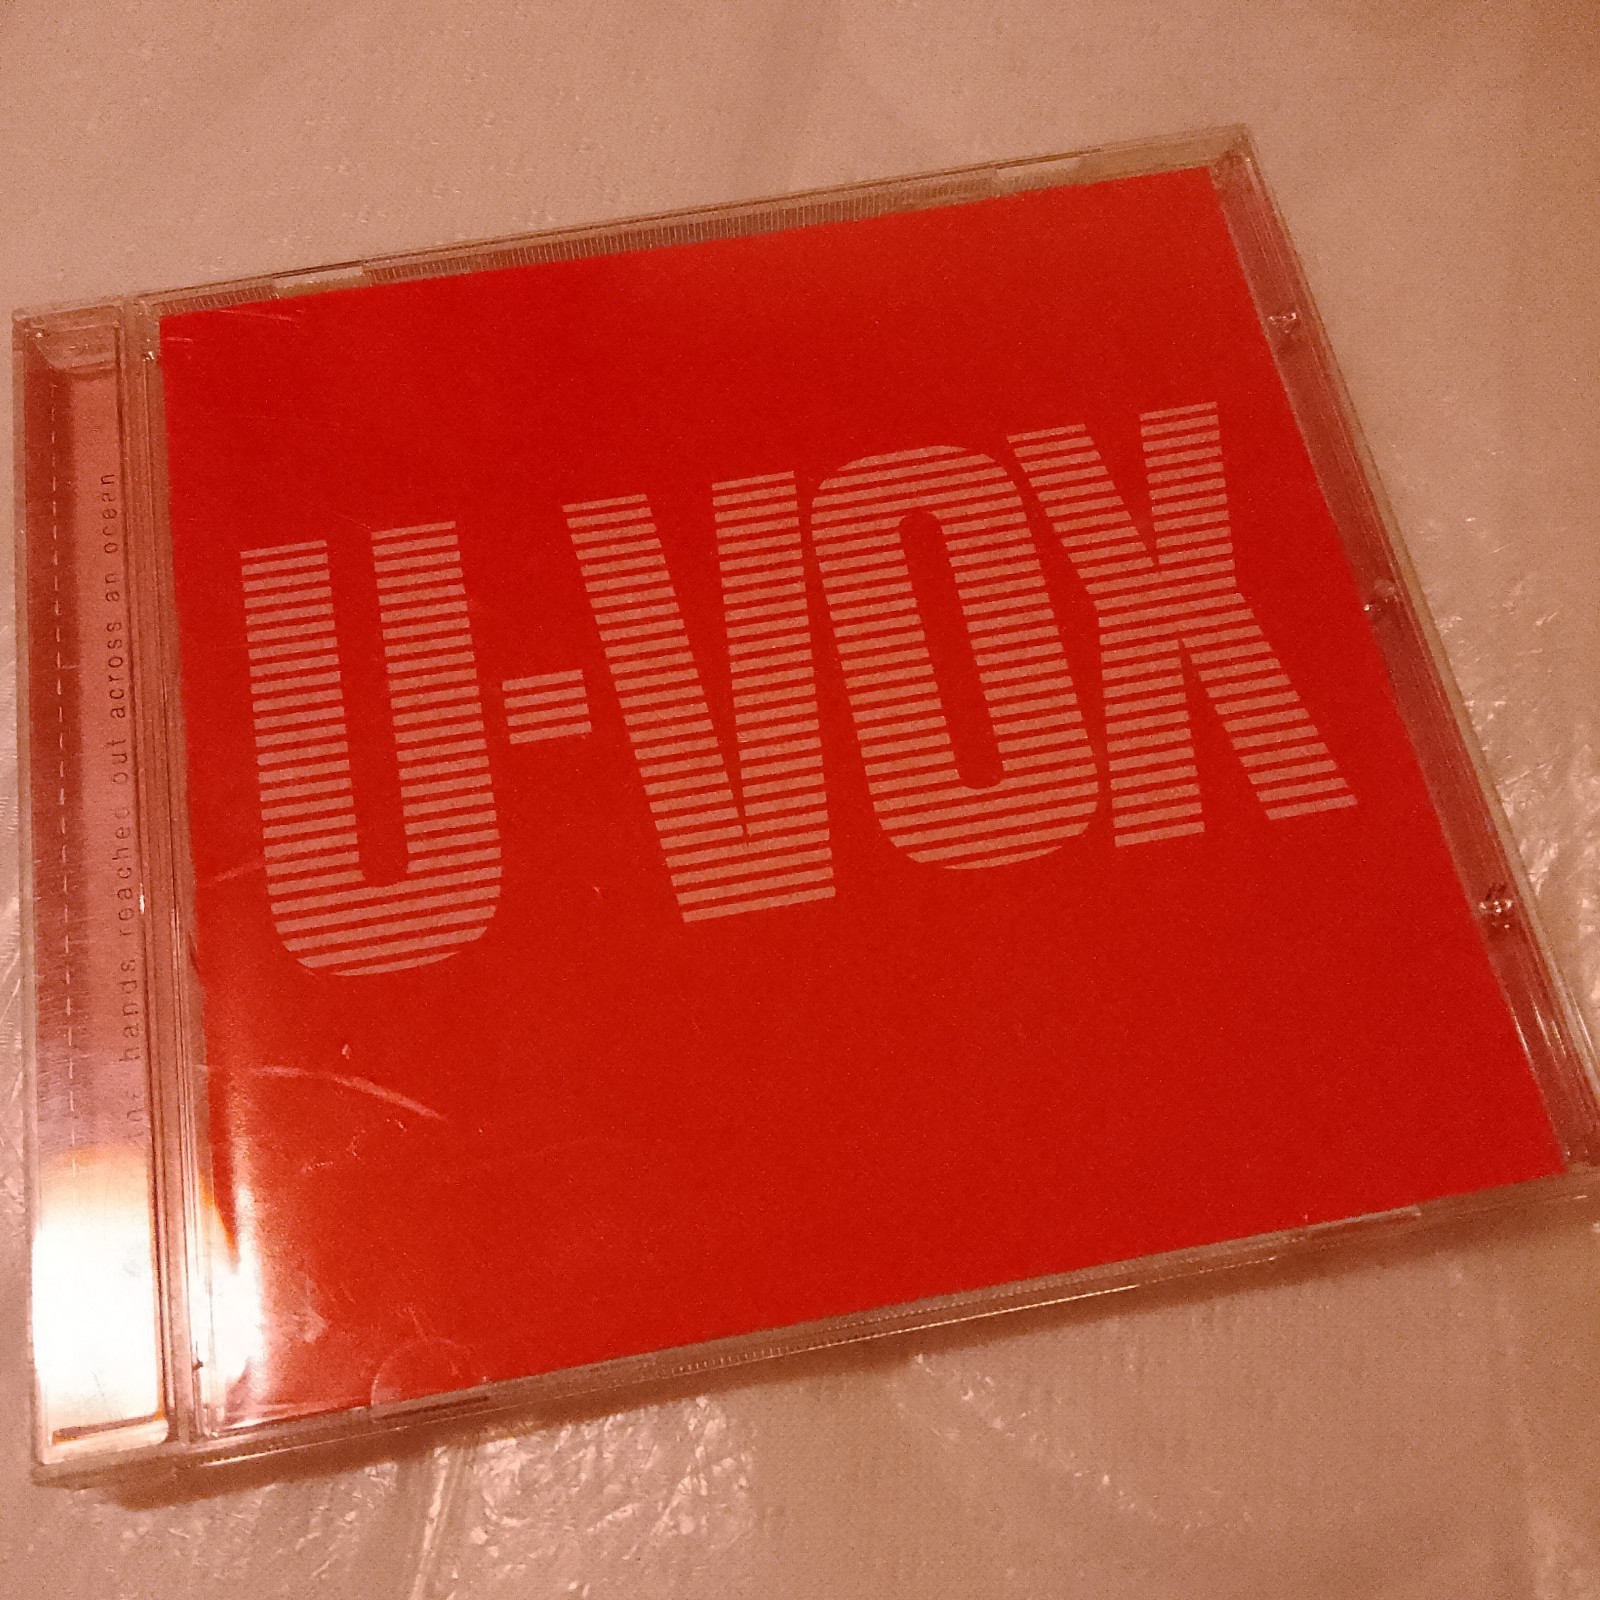 U-VOX
hands reached out across an ocean